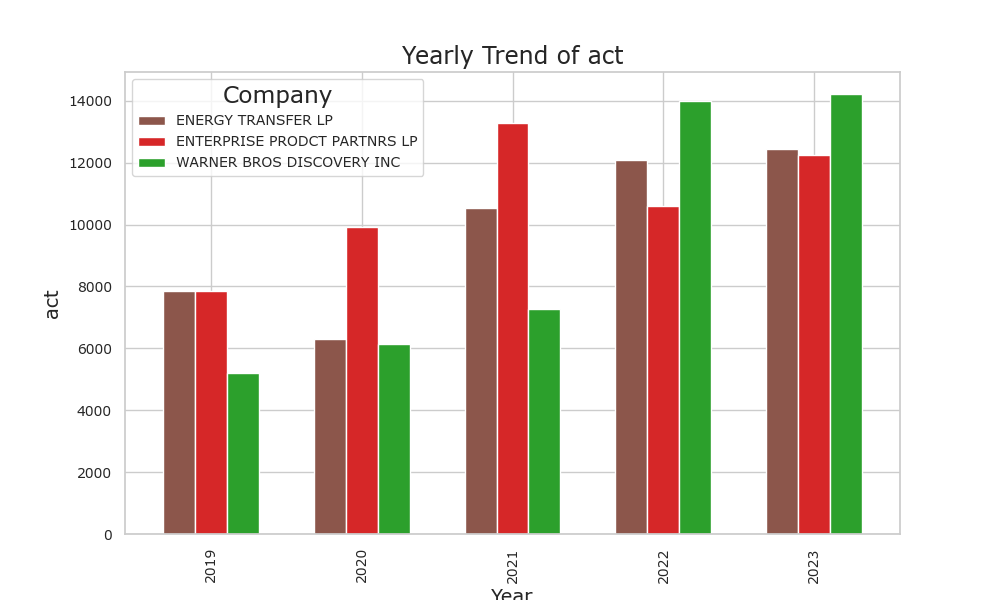 Yearly Trend of act
Company
ENERGY TRANSFER LP
ENTERPRISE PRODCT PARTNRS LP
WARNER BROS DISCOVERY INC
act
14000
12000
10000
8000
6000
4000
2000
0
2019
2020
2021
2022
2023
Year